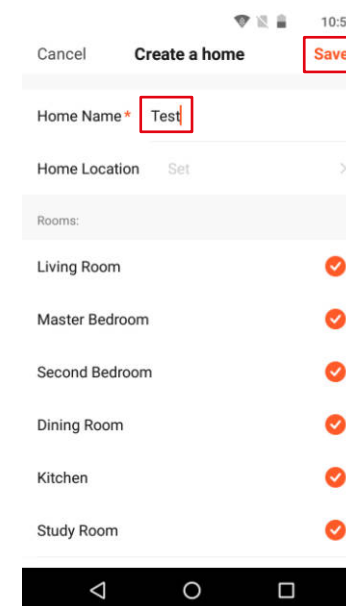 10:5
Cancel Create a home Save
Home Name* Test
Home Location Set
Rooms:
Living Room
Master Bedroom
Second Bedroom
Dining Room
Kitchen
Study Room